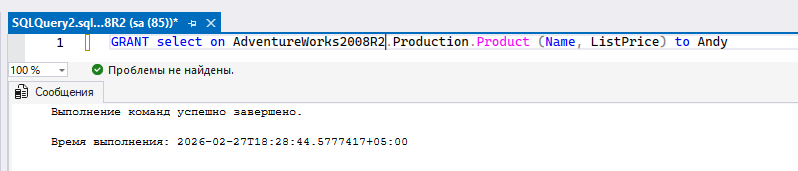 SQLQuery2.sql...8R2 (sa (85))*
1 GRANT select on AdventureWorks2008R2.Production.Product (Name, ListPrice) to Andy
100 % Проблемы не найдены.
Сообщения
Выполнение команд успешно завершено.
Время выполнения: 2026-02-27T18:28:44.5777417+05:00